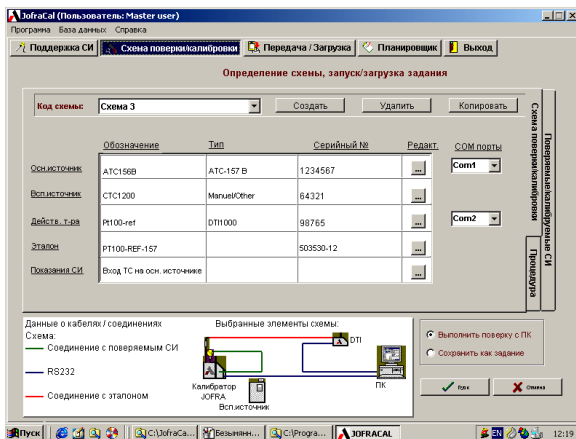 JofraCal (Пользователь: Master user)
Программа База данных Справка
Поддержка СИ Схема поверки/калибровки Передача / Загрузка Планировщик Выход
Определение схемы, запуск/загрузка задания
Код схемы: Схема 3 Создать Удалить Копировать
Обозначение Тип Серийный № Редакт. COM порты
Осн.источник ATC156B ATC-157 B 1234567 ... Com1
Всп.источник CTC1200 Manuel/Other 64321 ...
Действ. т-ра Pt100-ref DTI1000 98765 ... Com2
Эталон PT100-REF-157 503530-12 ...
Показания СИ Вход ТС на осн. источнике ...
Схема поверки/калибровки
Поверяемые/калибруемые СИ
Процедура
Данные о кабелях / соединениях Выбранные элементы схемы:
Схема:
Соединение с поверяемым СИ
RS232
Соединение с эталоном
DTI
Калибратор
JOFRA
ПК
Всп.источник
Выполнить поверку с ПК
Сохранить как задание
Пуск Отмена
Пуск C:\JofraCa... Безымянн... C:\Progra... JOFRACAL EN 12:19